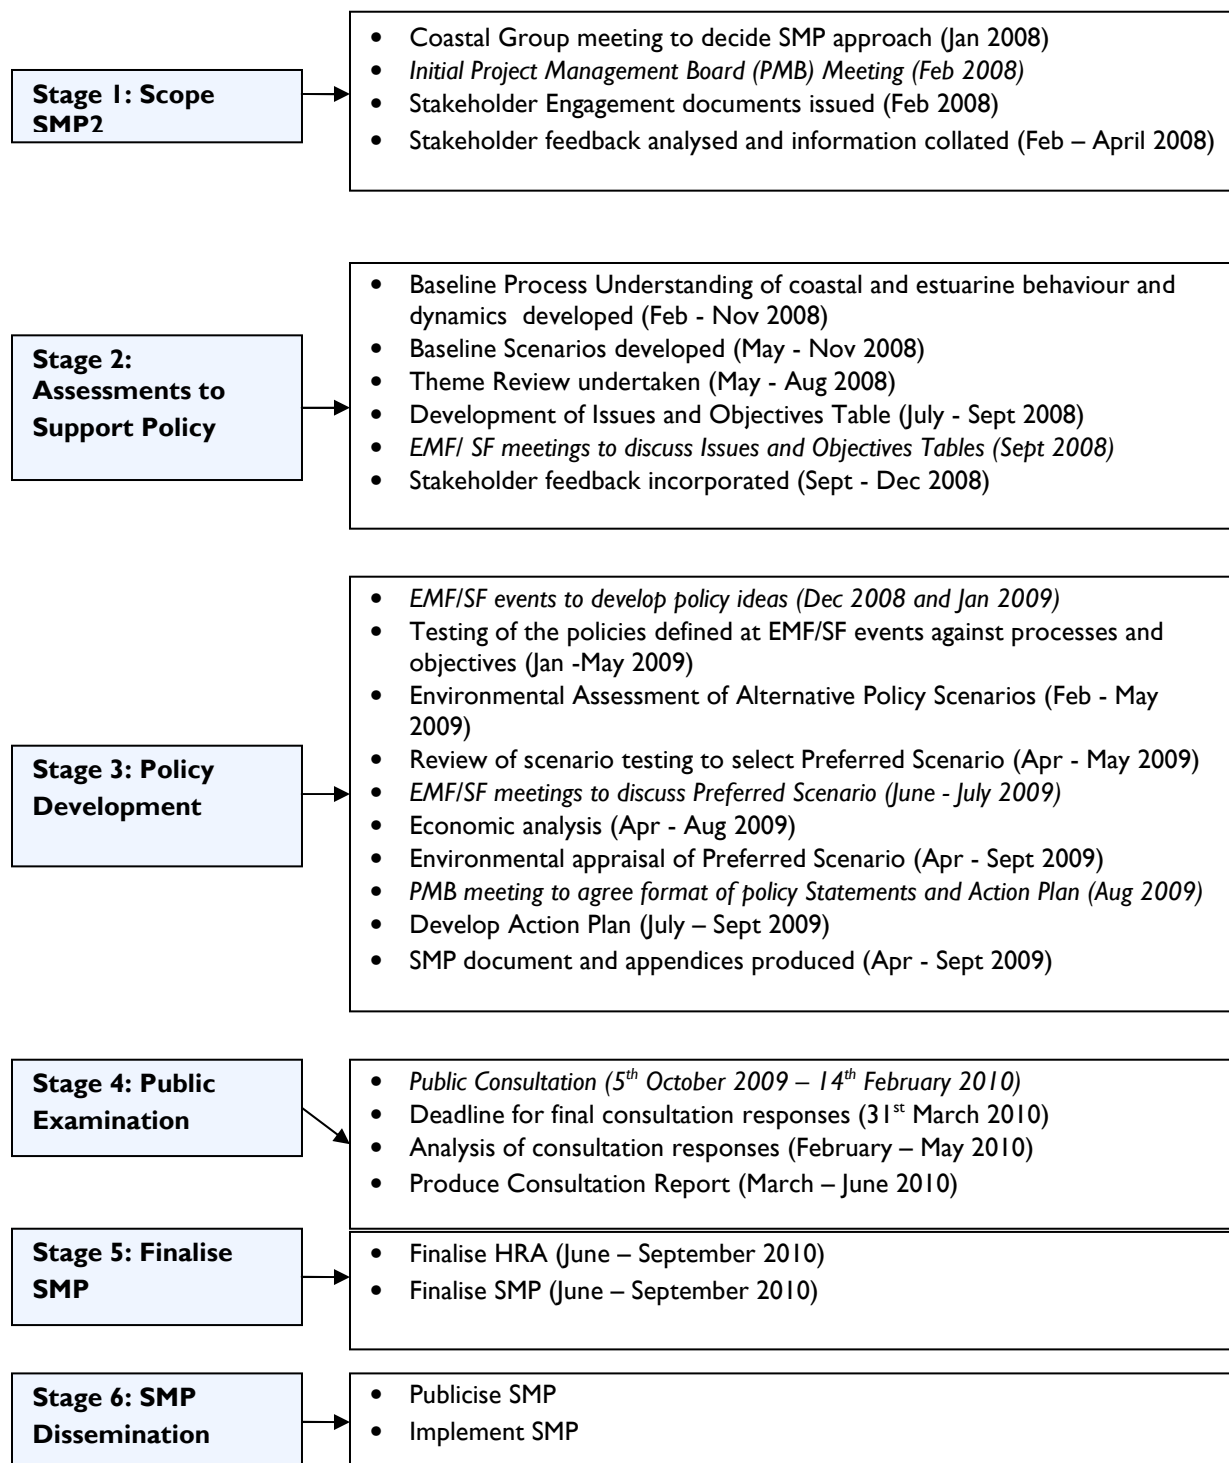 Stage 1: Scope
SMP2
• Coastal Group meeting to decide SMP approach (Jan 2008)
• Initial Project Management Board (PMB) Meeting (Feb 2008)
• Stakeholder Engagement documents issued (Feb 2008)
• Stakeholder feedback analysed and information collated (Feb – April 2008)
Stage 2:
Assessments to
Support Policy
• Baseline Process Understanding of coastal and estuarine behaviour and
dynamics developed (Feb - Nov 2008)
• Baseline Scenarios developed (May - Nov 2008)
• Theme Review undertaken (May - Aug 2008)
• Development of Issues and Objectives Table (July - Sept 2008)
• EMF/ SF meetings to discuss Issues and Objectives Tables (Sept 2008)
• Stakeholder feedback incorporated (Sept - Dec 2008)
Stage 3: Policy
Development
• EMF/SF events to develop policy ideas (Dec 2008 and Jan 2009)
• Testing of the policies defined at EMF/SF events against processes and
objectives (Jan -May 2009)
• Environmental Assessment of Alternative Policy Scenarios (Feb - May
2009)
• Review of scenario testing to select Preferred Scenario (Apr - May 2009)
• EMF/SF meetings to discuss Preferred Scenario (June - July 2009)
• Economic analysis (Apr - Aug 2009)
• Environmental appraisal of Preferred Scenario (Apr - Sept 2009)
• PMB meeting to agree format of policy Statements and Action Plan (Aug 2009)
• Develop Action Plan (July – Sept 2009)
• SMP document and appendices produced (Apr - Sept 2009)
Stage 4: Public
Examination
• Public Consultation (5th October 2009 – 14th February 2010)
• Deadline for final consultation responses (31st March 2010)
• Analysis of consultation responses (February – May 2010)
• Produce Consultation Report (March – June 2010)
Stage 5: Finalise
SMP
• Finalise HRA (June – September 2010)
• Finalise SMP (June – September 2010)
Stage 6: SMP
Dissemination
• Publicise SMP
• Implement SMP